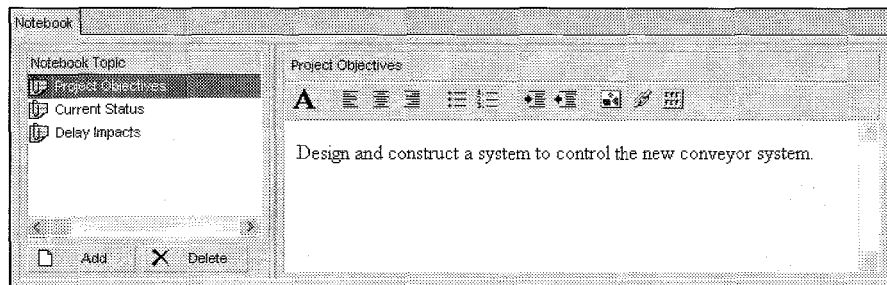 Notebook
Notebook Topic
Project Objectives
Current Status
Delay Impacts
Add
Delete
Project Objectives
A
Design and construct a system to control the new conveyor system.